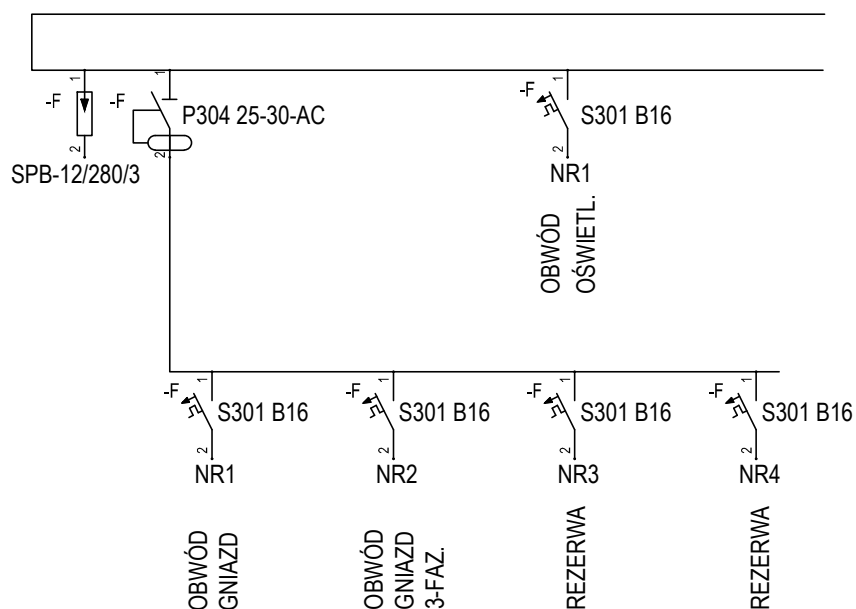 1
1
1
-F
-F
-F
P304 25-30-AC
S301 B16
2
2
2
SPB-12/280/3
NR1
OBWÓD
OŚWIETL.
1
1
1
1
-F
S301 B16
-F
S301 B16
-F
S301 B16
-F
S301 B16
2
2
2
2
NR1
NR2
NR3
NR4
OBWÓD
GNIAZD
OBWÓD
GNIAZD
3-FAZ.
REZERWA
REZERWA